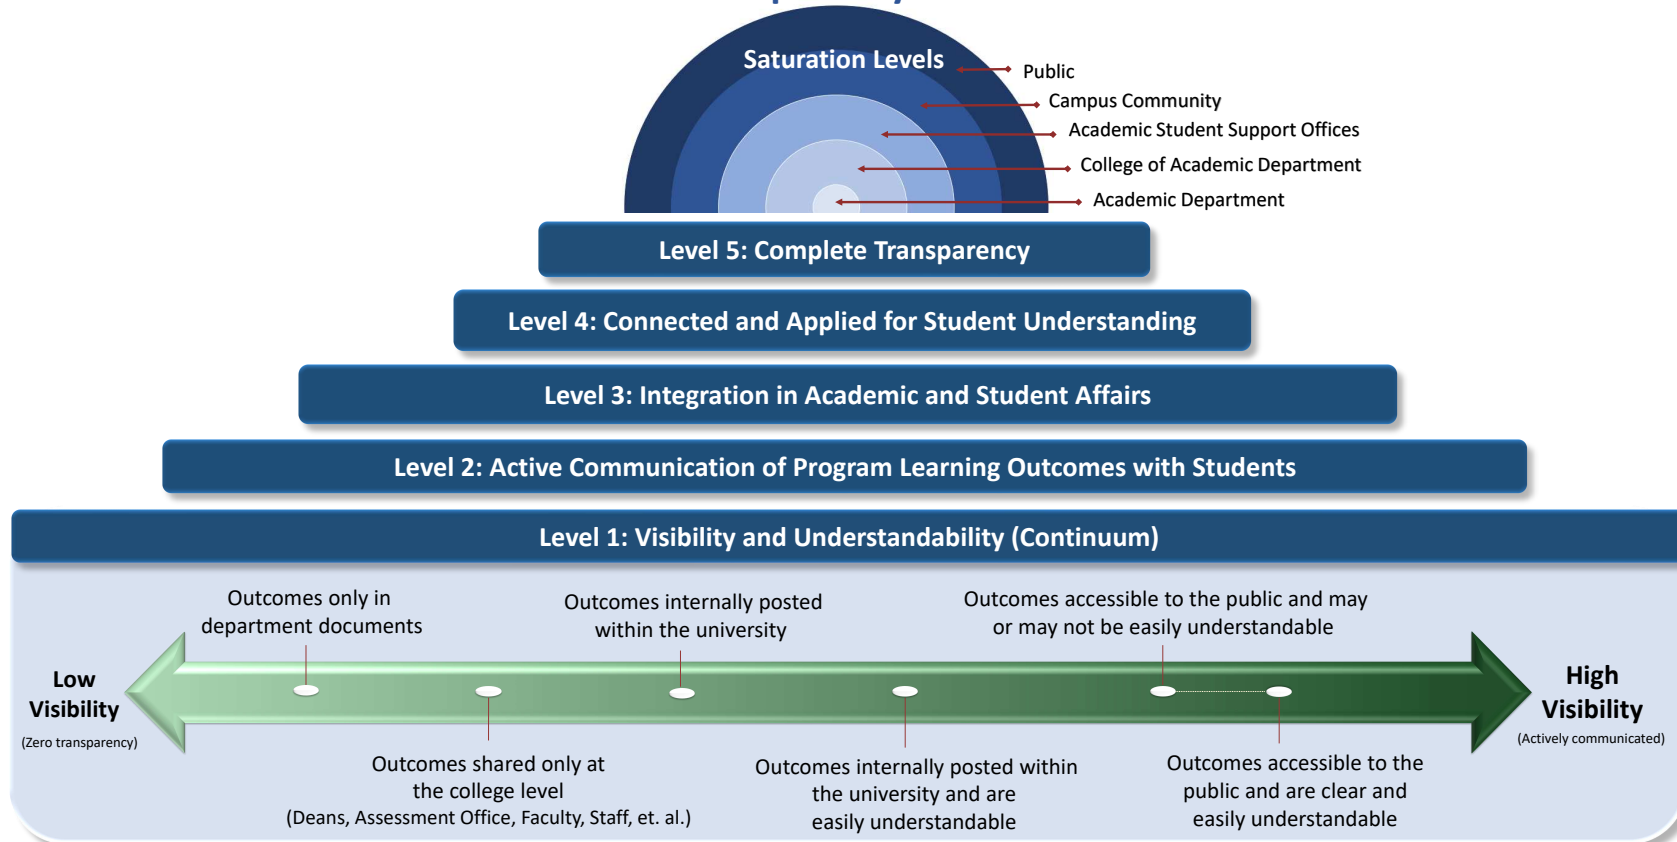 Saturation Levels
Public
Campus Community
Academic Student Support Offices
College of Academic Department
Academic Department
Level 5: Complete Transparency
Level 4: Connected and Applied for Student Understanding
Level 3: Integration in Academic and Student Affairs
Level 2: Active Communication of Program Learning Outcomes with Students
Level 1: Visibility and Understandability (Continuum)
Outcomes only in
department documents
Outcomes internally posted
within the university
Outcomes accessible to the public and may
or may not be easily understandable
Low
Visibility
(Zero transparency)
High
Visibility
(Actively communicated)
Outcomes shared only at
the college level
(Deans, Assessment Office, Faculty, Staff, et. al.)
Outcomes internally posted within
the university and are
easily understandable
Outcomes accessible to the
public and are clear and
easily understandable